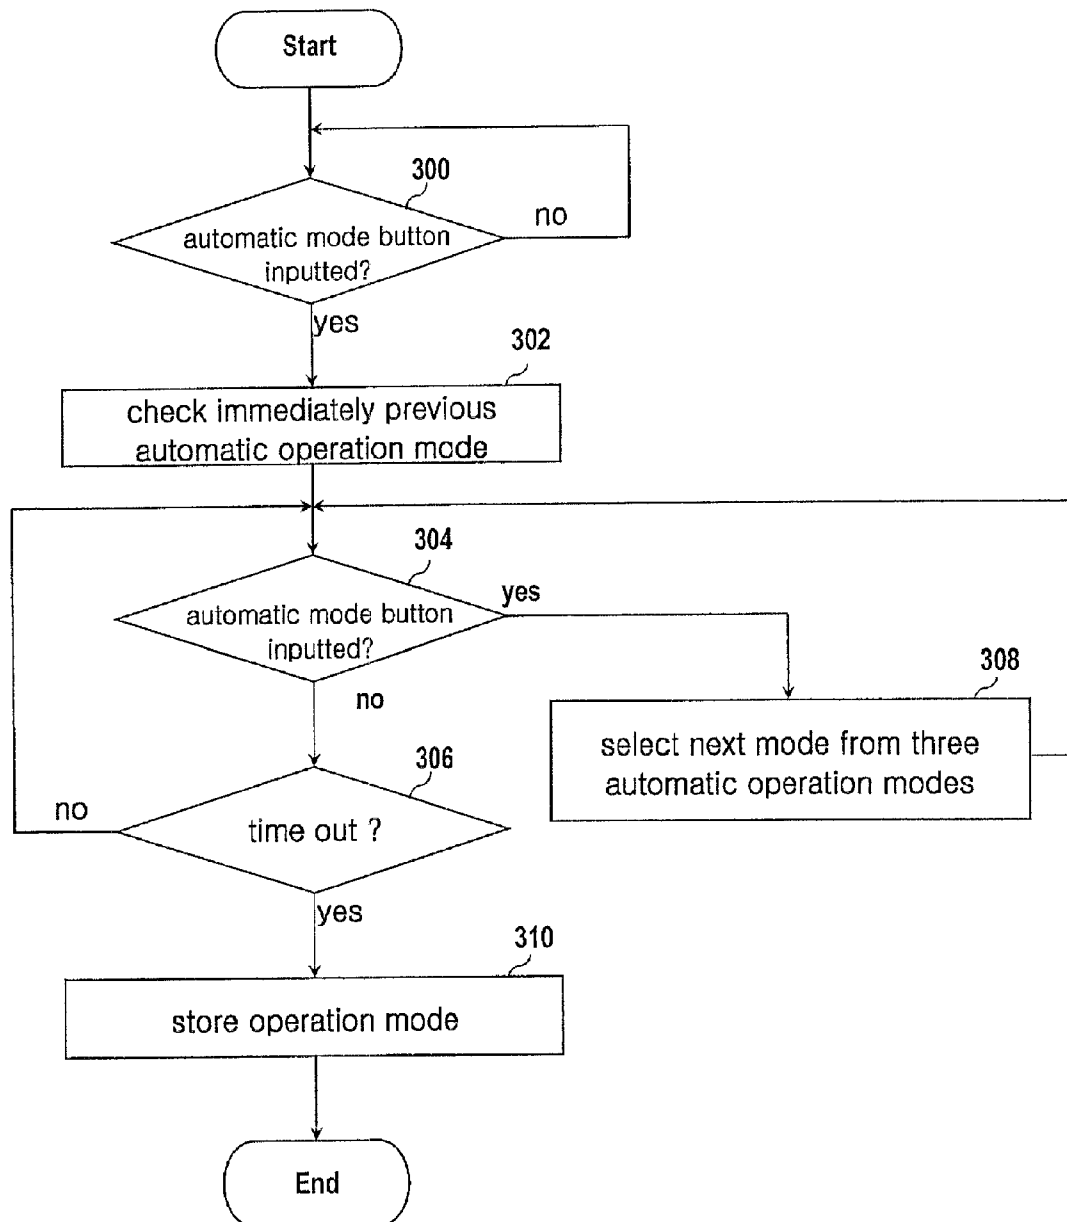 Start
300
no
automatic mode button
inputted?
yes
302
check immediately previous
automatic operation mode
304
yes
automatic mode button
inputted?
no
308
select next mode from three
automatic operation modes
306
no
time out ?
yes
310
store operation mode
End